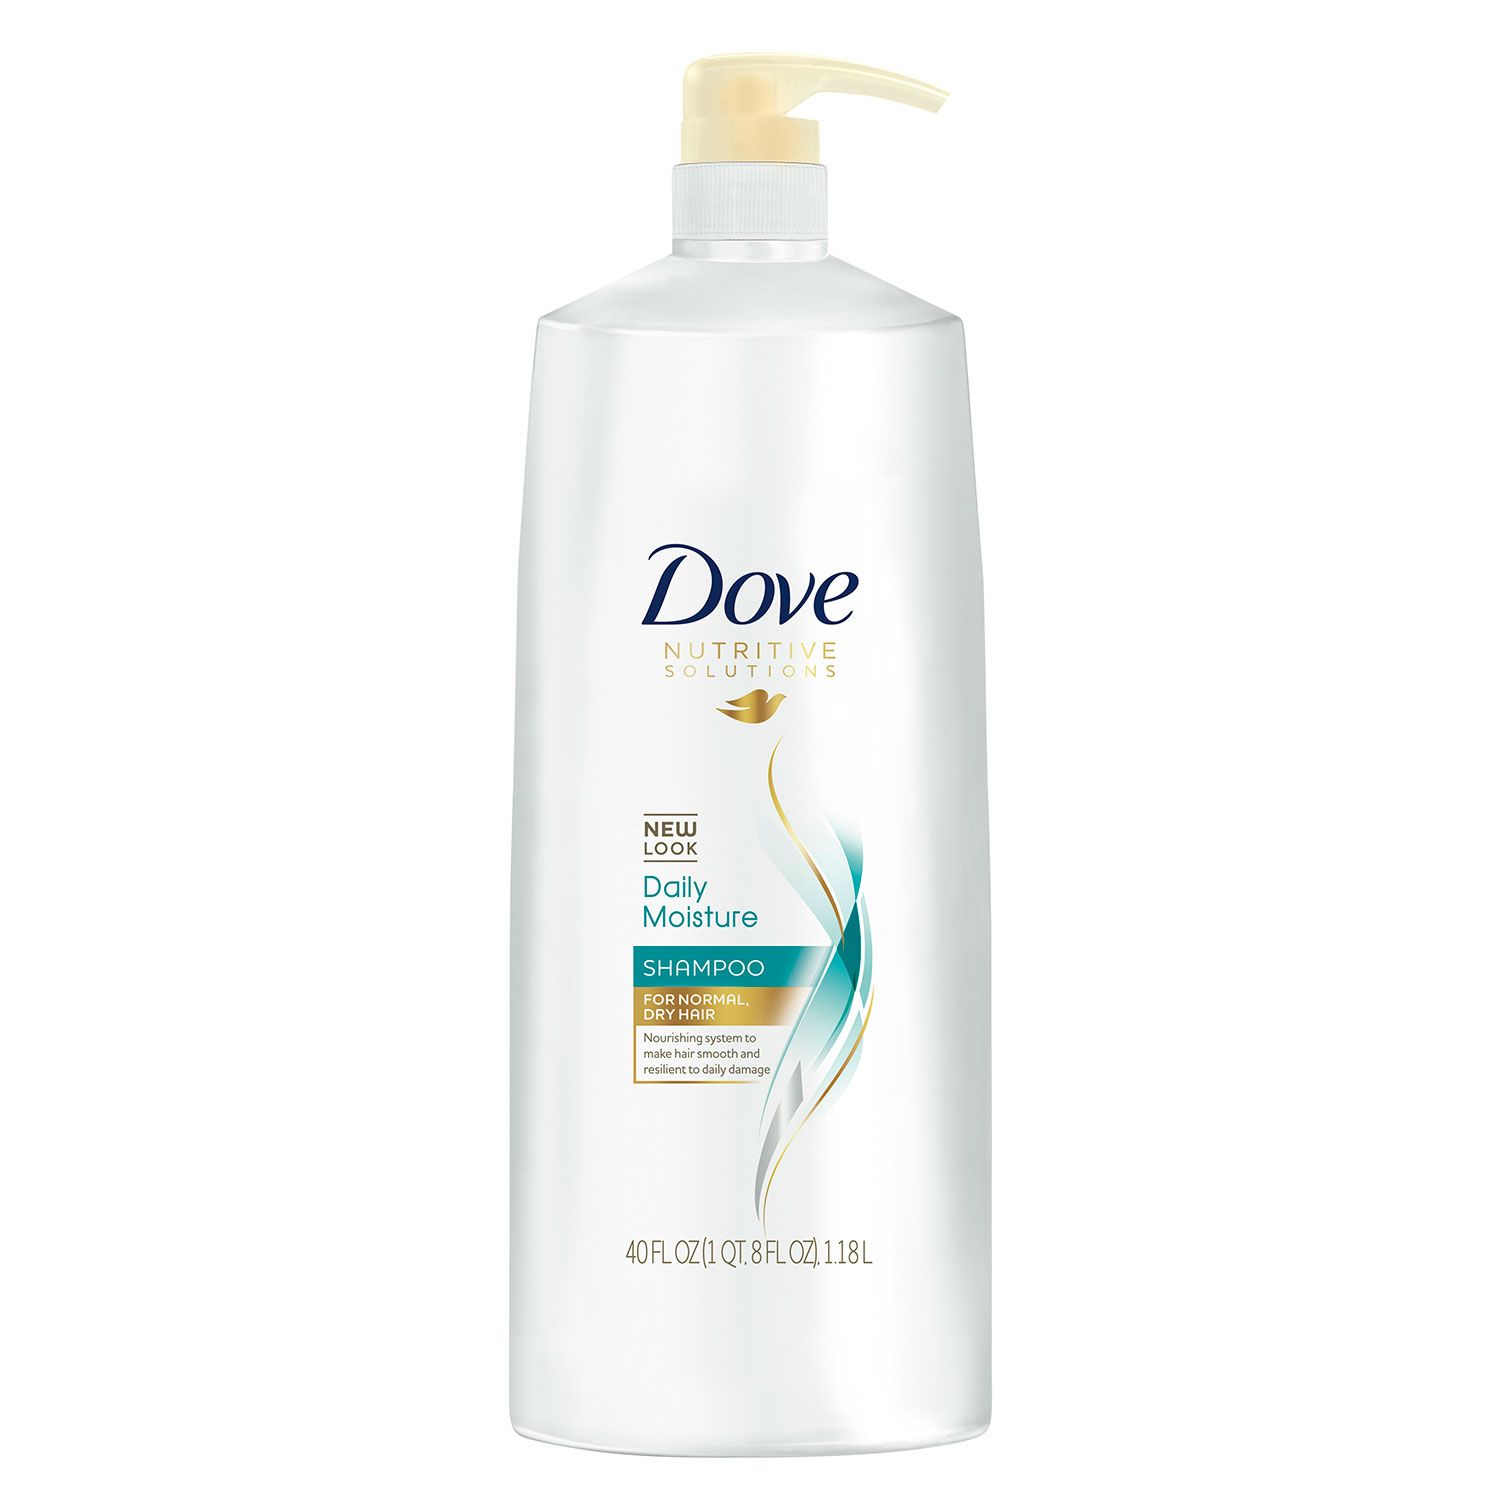 Dove
NUTRITIVE
SOLUTIONS
NEW
LOOK
Daily
Moisture
SHAMPOO
FOR NORMAL,
DRY HAIR
Nourishing system to
make hair smooth and
resilient to daily damage
40 FL OZ (1 QT, 8 FL OZ), 1.18 L